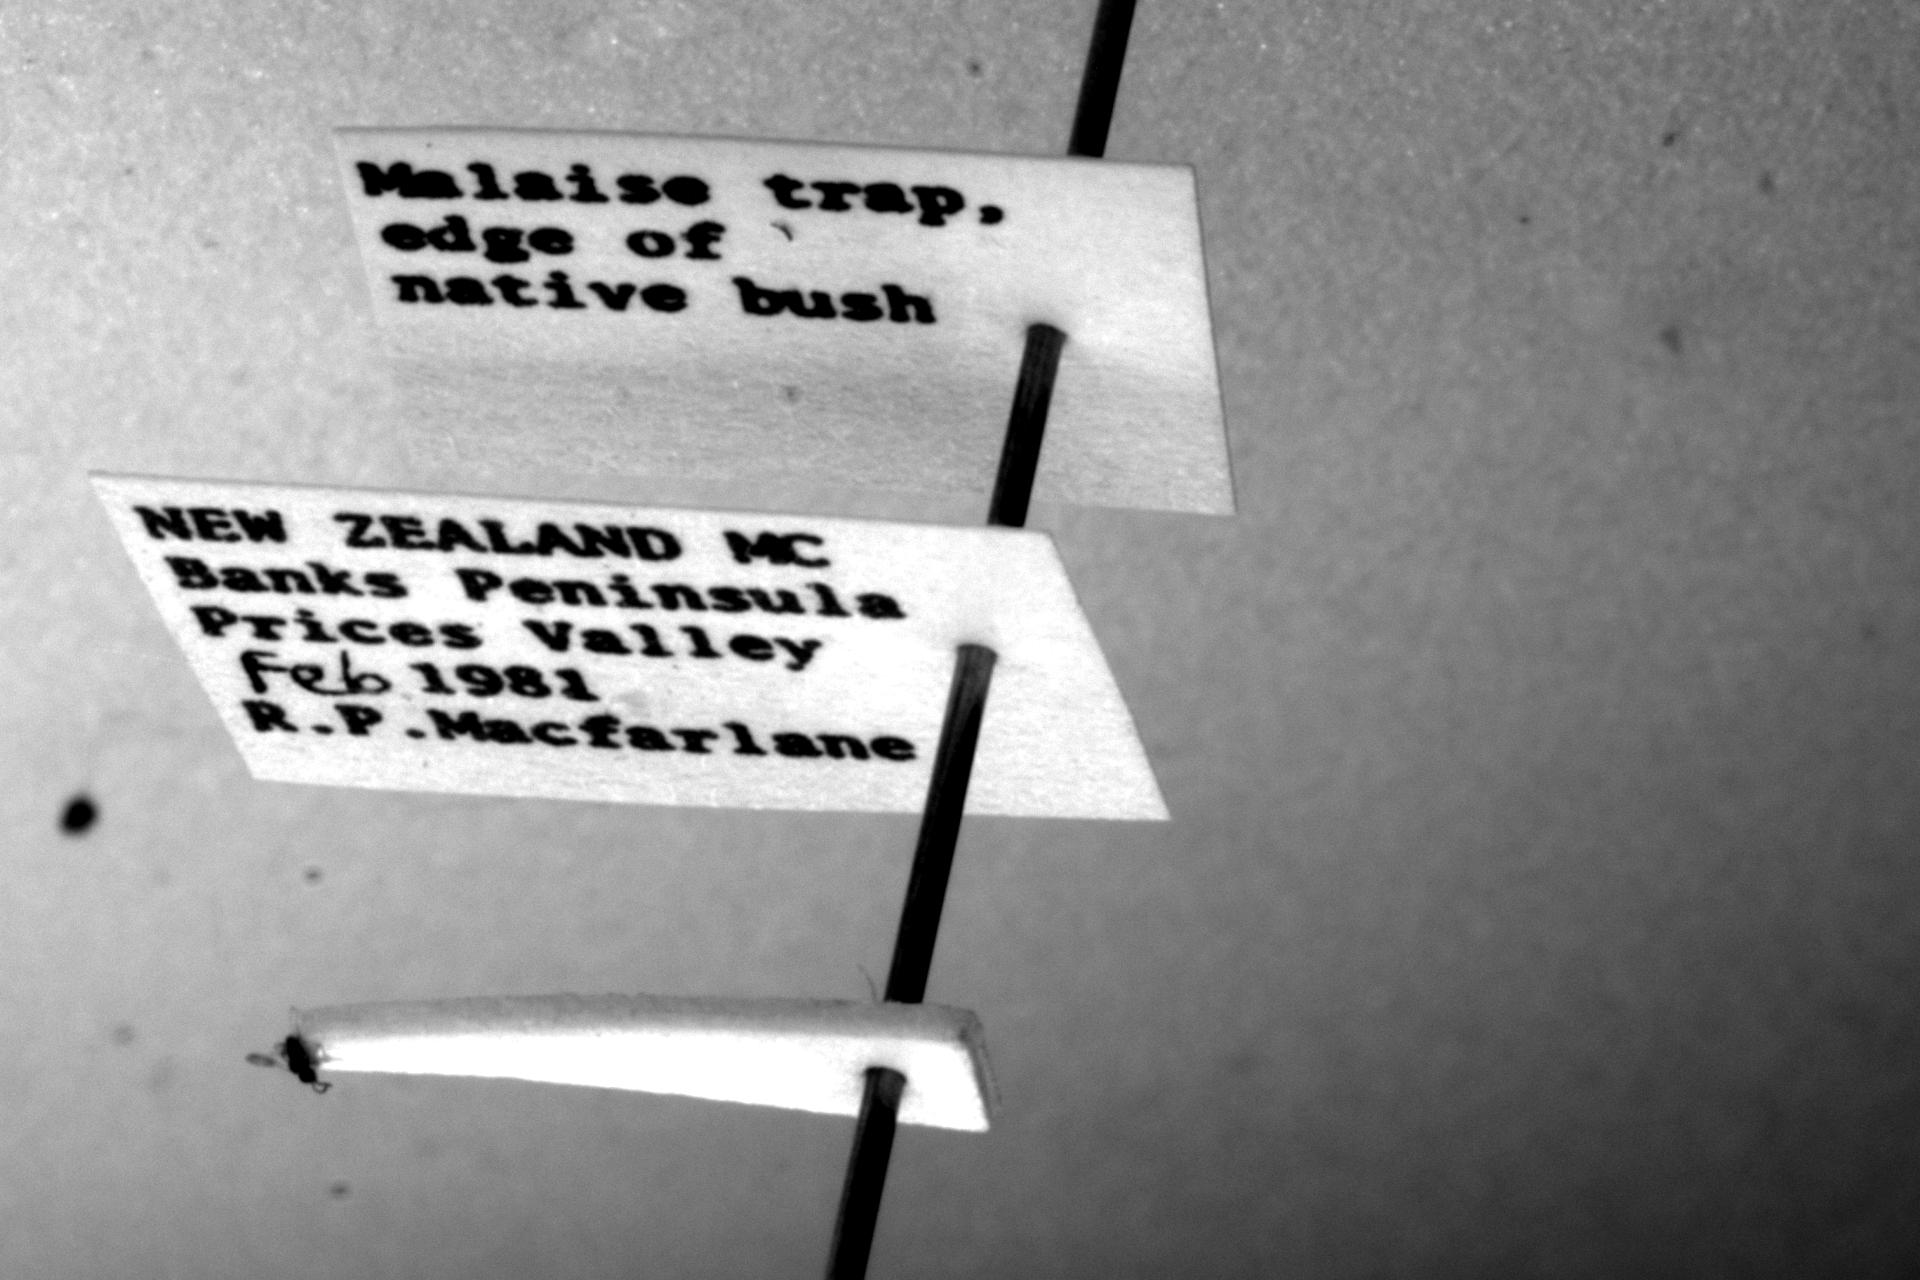 Malaise trap,
edge of
native bush
NEW ZEALAND MC
Banks Peninsula
Prices Valley
Feb 1981
R.P.Macfarlane